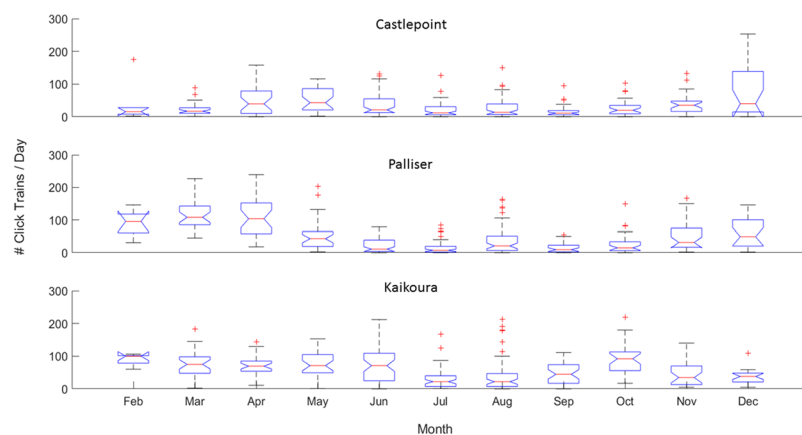 Castlepoint
300
200
100
0
Palliser
300
200
100
0
# Click Trains / Day
Kaikoura
300
200
100
0
Feb Mar Apr May Jun Jul Aug Sep Oct Nov Dec
Month